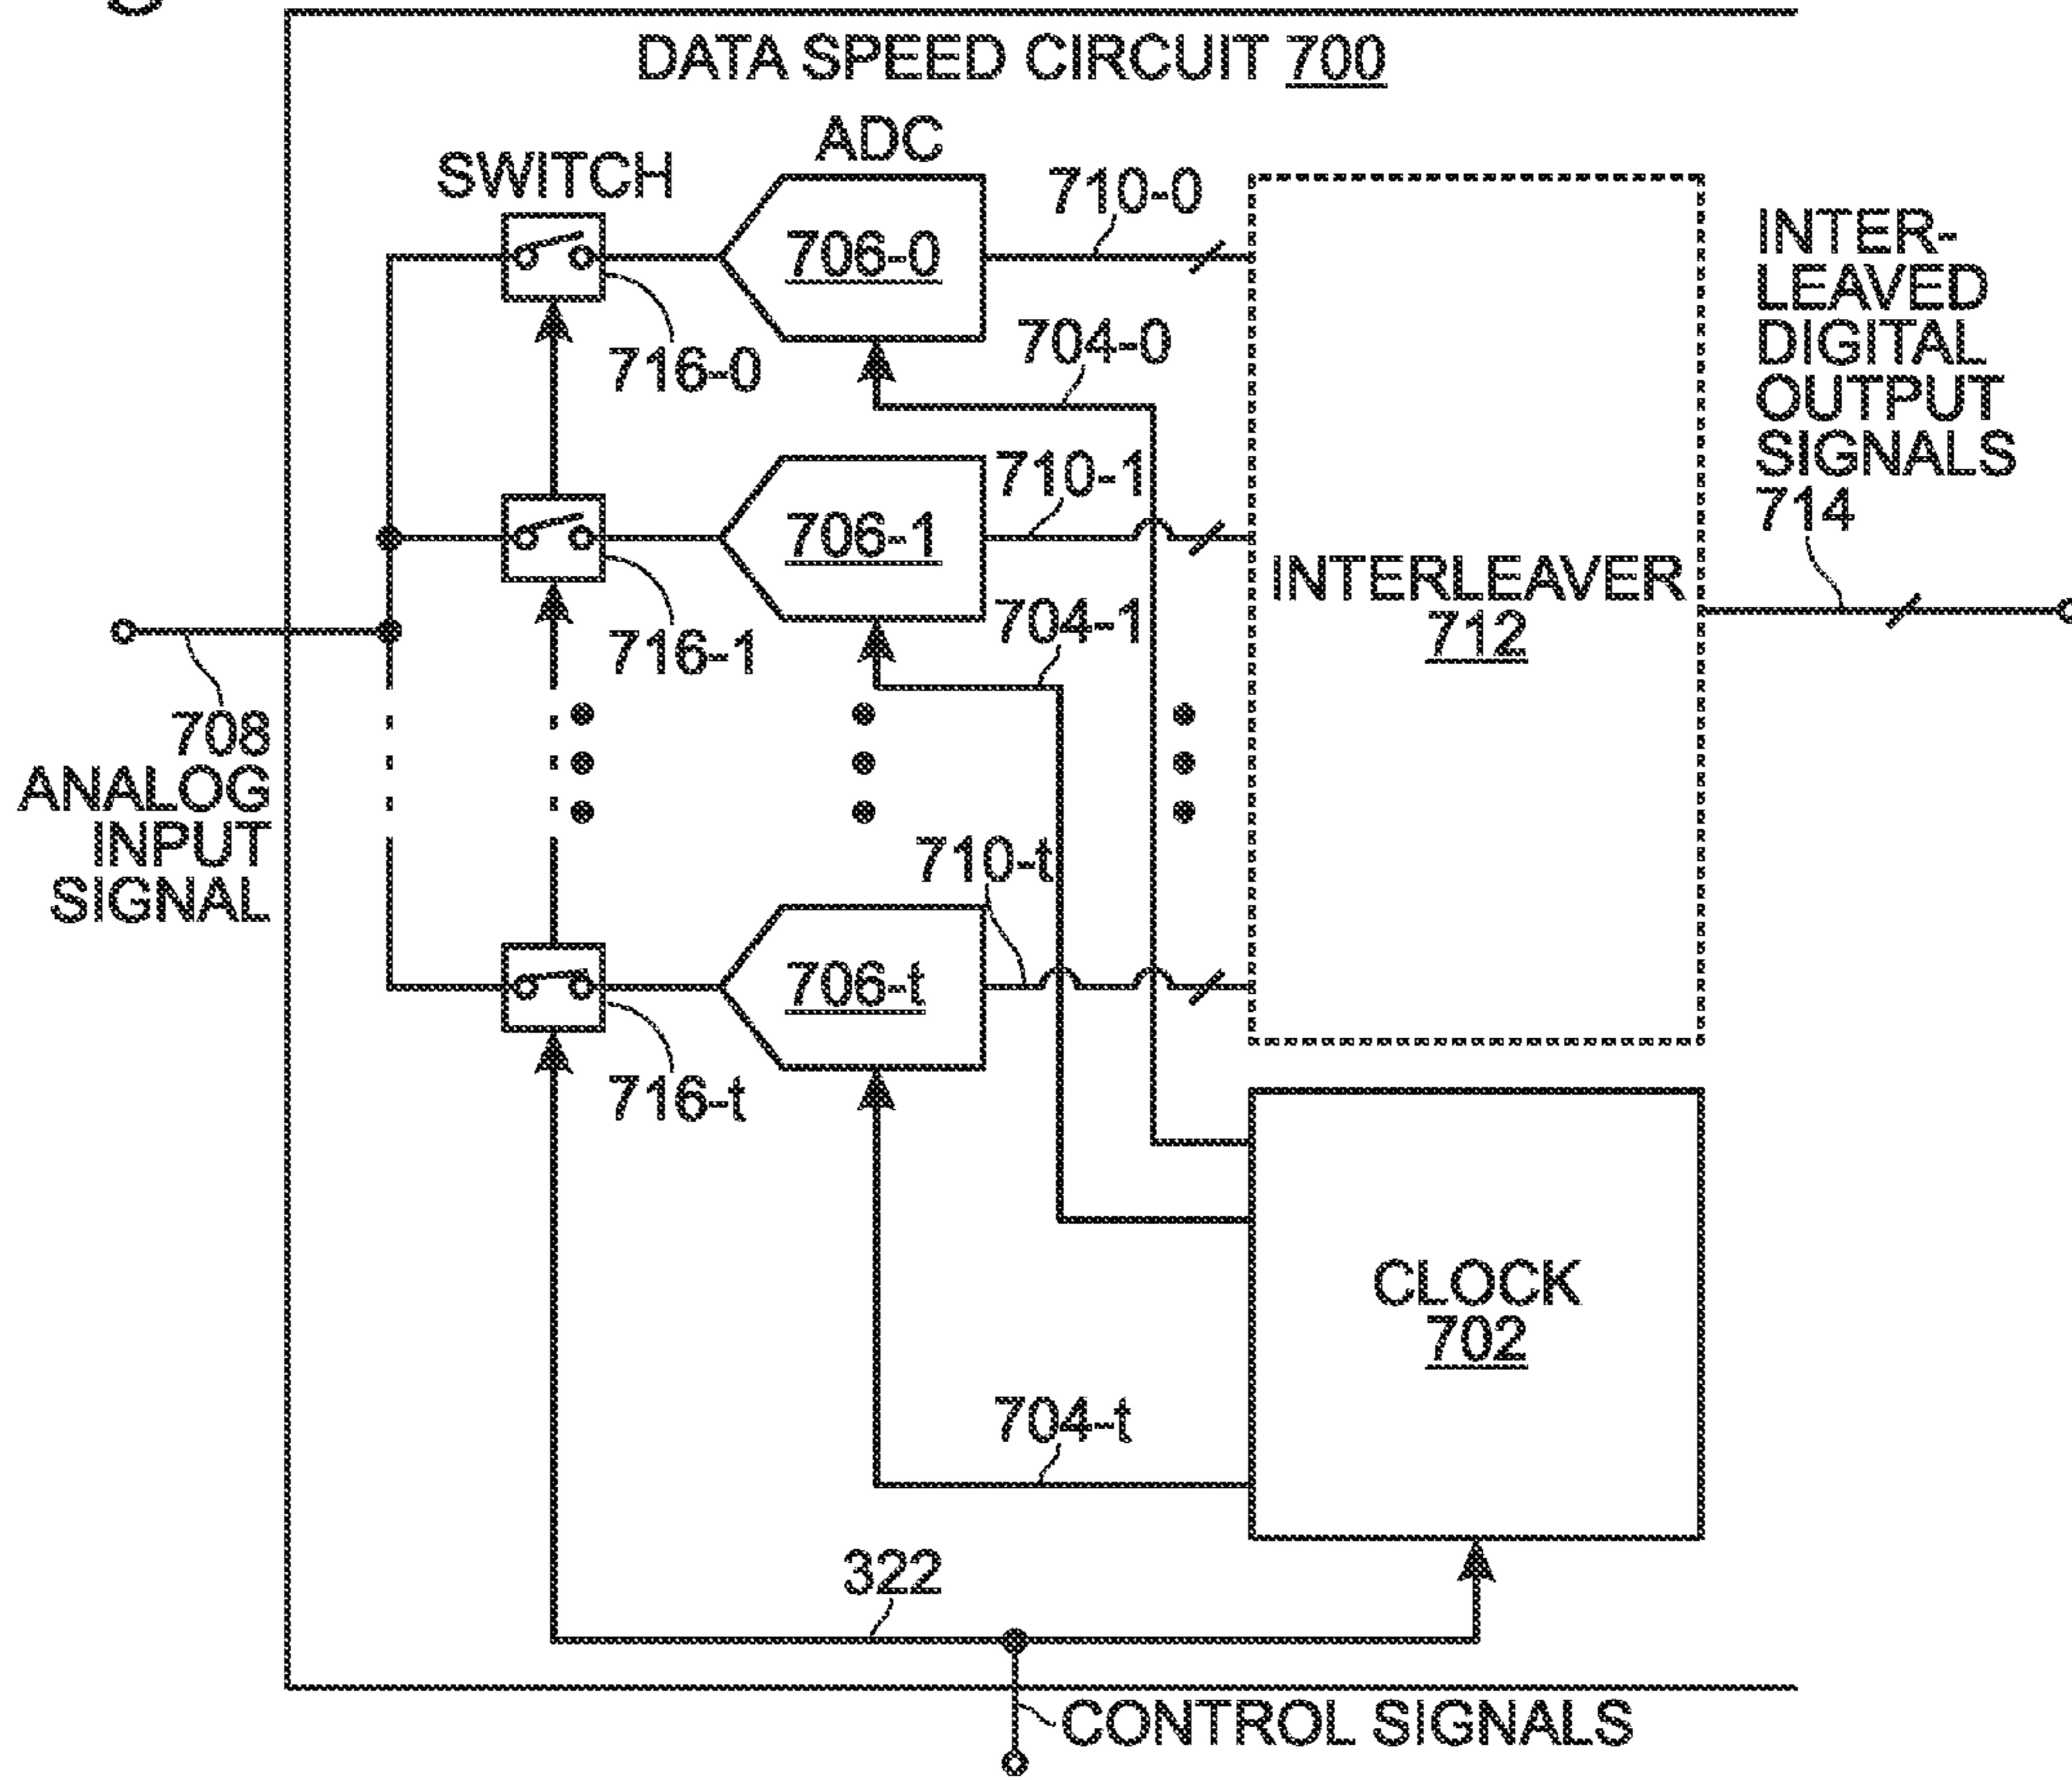 DATA SPEED CIRCUIT 700
ADC
SWITCH
706-0
710-0
716-0
704-0
INTER-
LEAVED
DIGITAL
OUTPUT
SIGNALS
714
706-1
710-1
716-1
704-1
INTERLEAVER
712
708
ANALOG
INPUT
SIGNAL
710-t
706-t
716-t
CLOCK
702
704-t
322
CONTROL SIGNALS